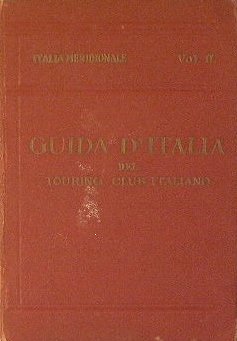 ITALIA MERIDIONALE VOL. II.
GUIDA D'ITALIA
DEL
TOURING CLUB ITALIANO